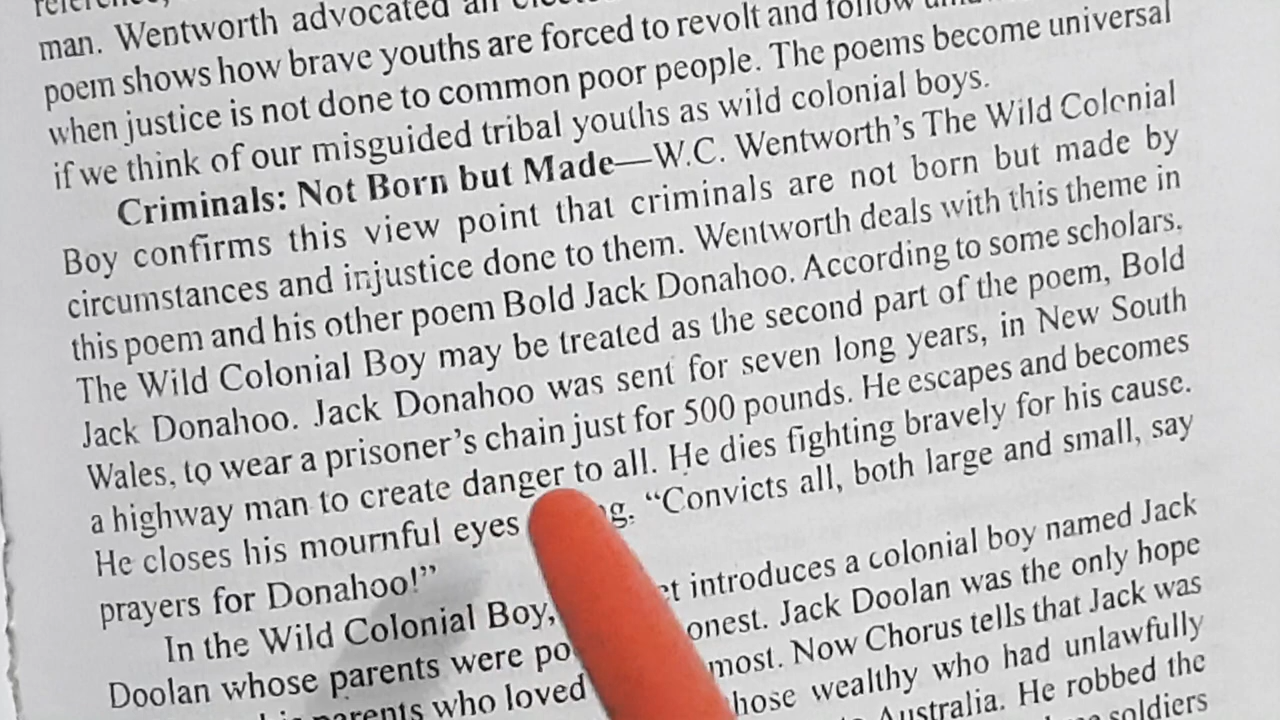 man. Wentworth advocated an
poem shows how brave youths are forced to revolt and follow
when justice is not done to common poor people. The poems become universal
if we think of our misguided tribal youths as wild colonial boys.
Criminals: Not Born but Made—W.C. Wentworth's The Wild Colonial
Boy confirms this view point that criminals are not born but made by
circumstances and injustice done to them. Wentworth deals with this theme in
this poem and his other poem Bold Jack Donahoo. According to some scholars,
The Wild Colonial Boy may be treated as the second part of the poem, Bold
Jack Donahoo. Jack Donahoo was sent for seven long years, in New South
Wales, to wear a prisoner's chain just for 500 pounds. He escapes and becomes
a highway man to create danger to all. He dies fighting bravely for his cause.
He closes his mournful eyes "Convicts all, both large and small, say
prayers for Donahoo!"
In the Wild Colonial Boy, introduces a colonial boy named Jack
Doolan whose parents were Jack Doolan was the only hope
parents who loved most. Now Chorus tells that Jack was
wealthy who had unlawfully
Australia. He robbed the
soldiers